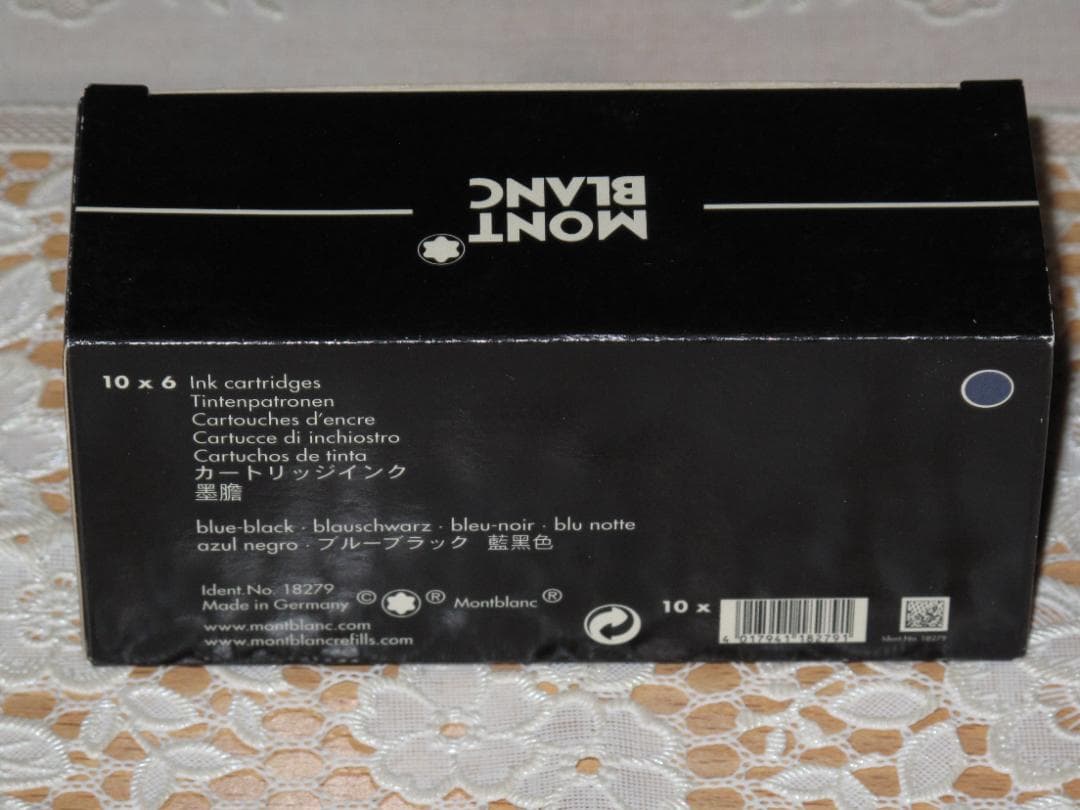 MONT
BLANC
10 x 6 Ink cartridges
Tintenpatronen
Cartouches d'encre
Cartucce di inchiostro
Cartuchos de tinta
カートリッジインク
墨膽
blue-black · blauschwarz · bleu-noir · blu notte
azul negro · ブルーブラック 藍黑色
Ident.No. 18279
Made in Germany © ® Montblanc ®
www.montblanc.com
www.montblancrefills.com
10 x
4 017941 182791
Ident.No. 18279